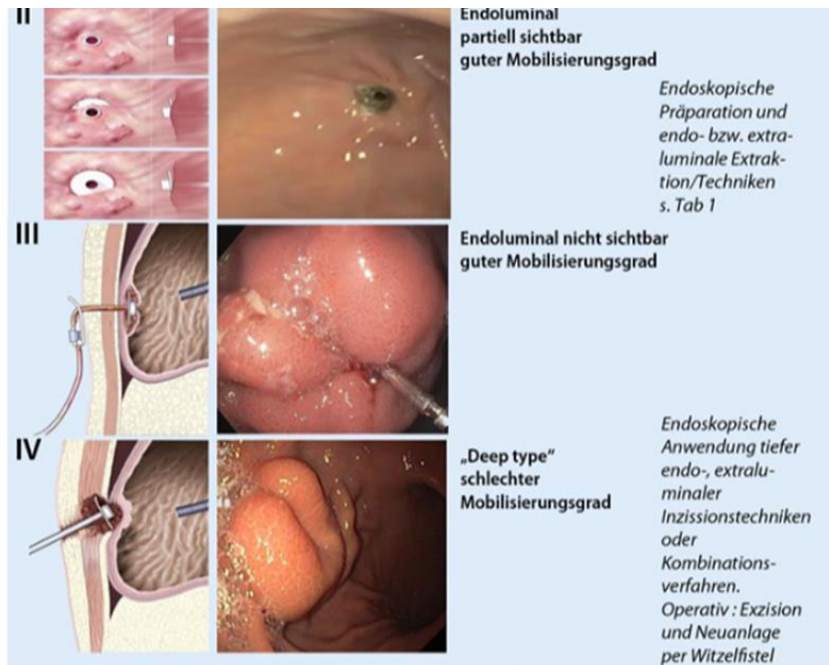 II
Endoluminal
partiell sichtbar
guter Mobilisierungsgrad
Endoskopische
Präparation und
endo- bzw. extra-
luminale Extrak-
tion/Techniken
s. Tab 1
III
Endoluminal nicht sichtbar
guter Mobilisierungsgrad
IV
„Deep type“
schlechter
Mobilisierungsgrad
Endoskopische
Anwendung tiefer
endo-, extralu-
minaler
Inzissionstechniken
oder
Kombinations-
verfahren.
Operativ : Exzision
und Neuanlage
per Witzelfistel